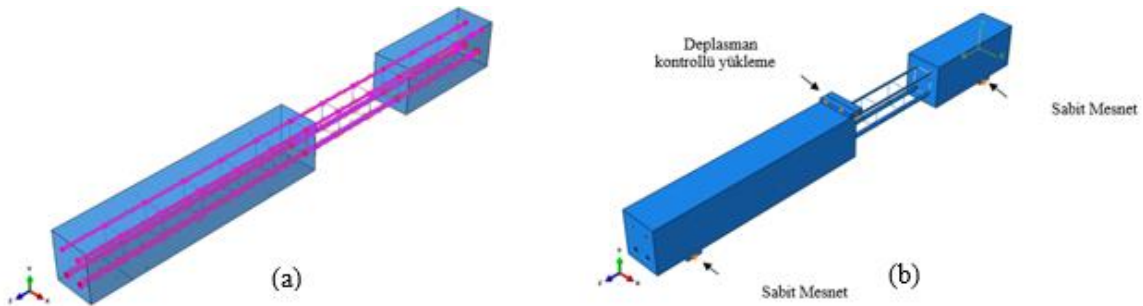 Deplasman
kontrollü yükleme
Sabit Mesnet
(a)
(b)
Sabit Mesnet